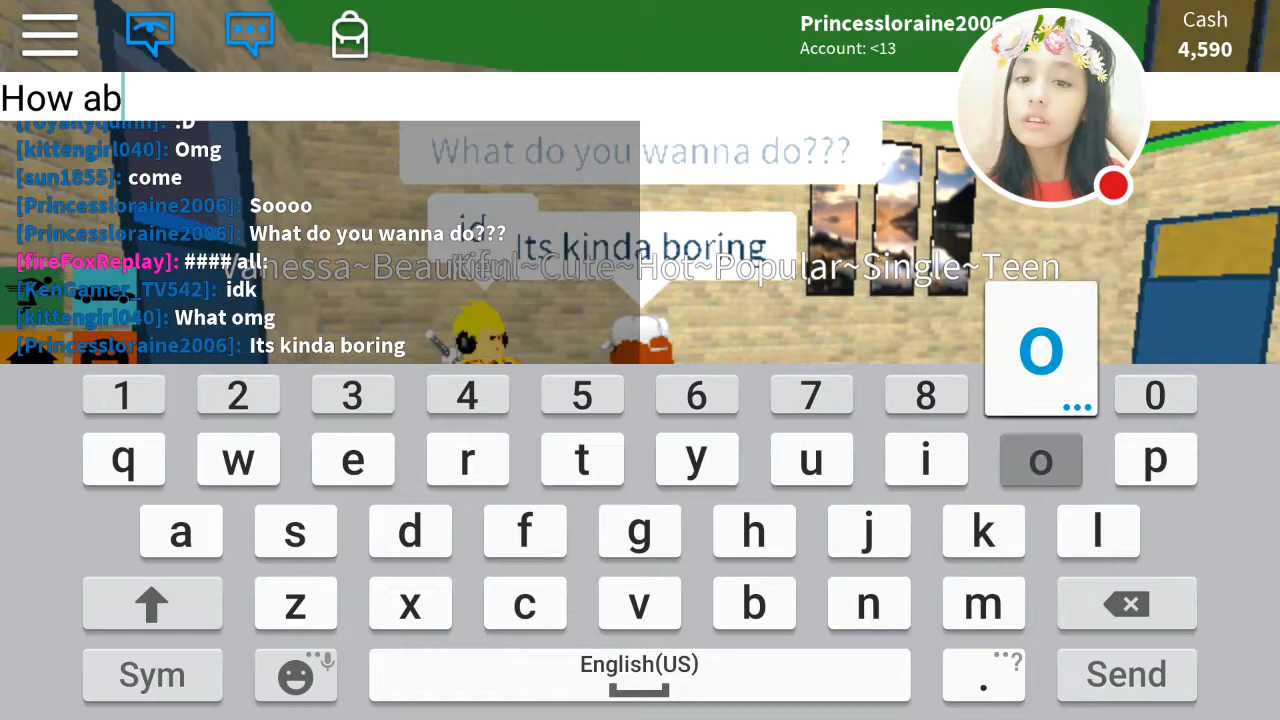 Princessloraine2006
Account: <13
Cash
4,590
How ab
[royallyquinn]: :D
[kittengirl040]: Omg
[sun1855]: come
[Princessloraine2006]: Soooo
[Princessloraine2006]: What do you wanna do???
[fireFoxReplay]: #### all:
[KenGamer_TV542]: idk
[kittengirl040]: What omg
[Princessloraine2006]: Its kinda boring
What do you wanna do???
idk
Its kinda boring
Vanessa~Beautiful~Cute~Hot~Popular~Single~Teen
o
1 2 3 4 5 6 7 8 0
q w e r t y u i o p
a s d f g h j k l
z x c v b n m
Sym English(US) . ? Send